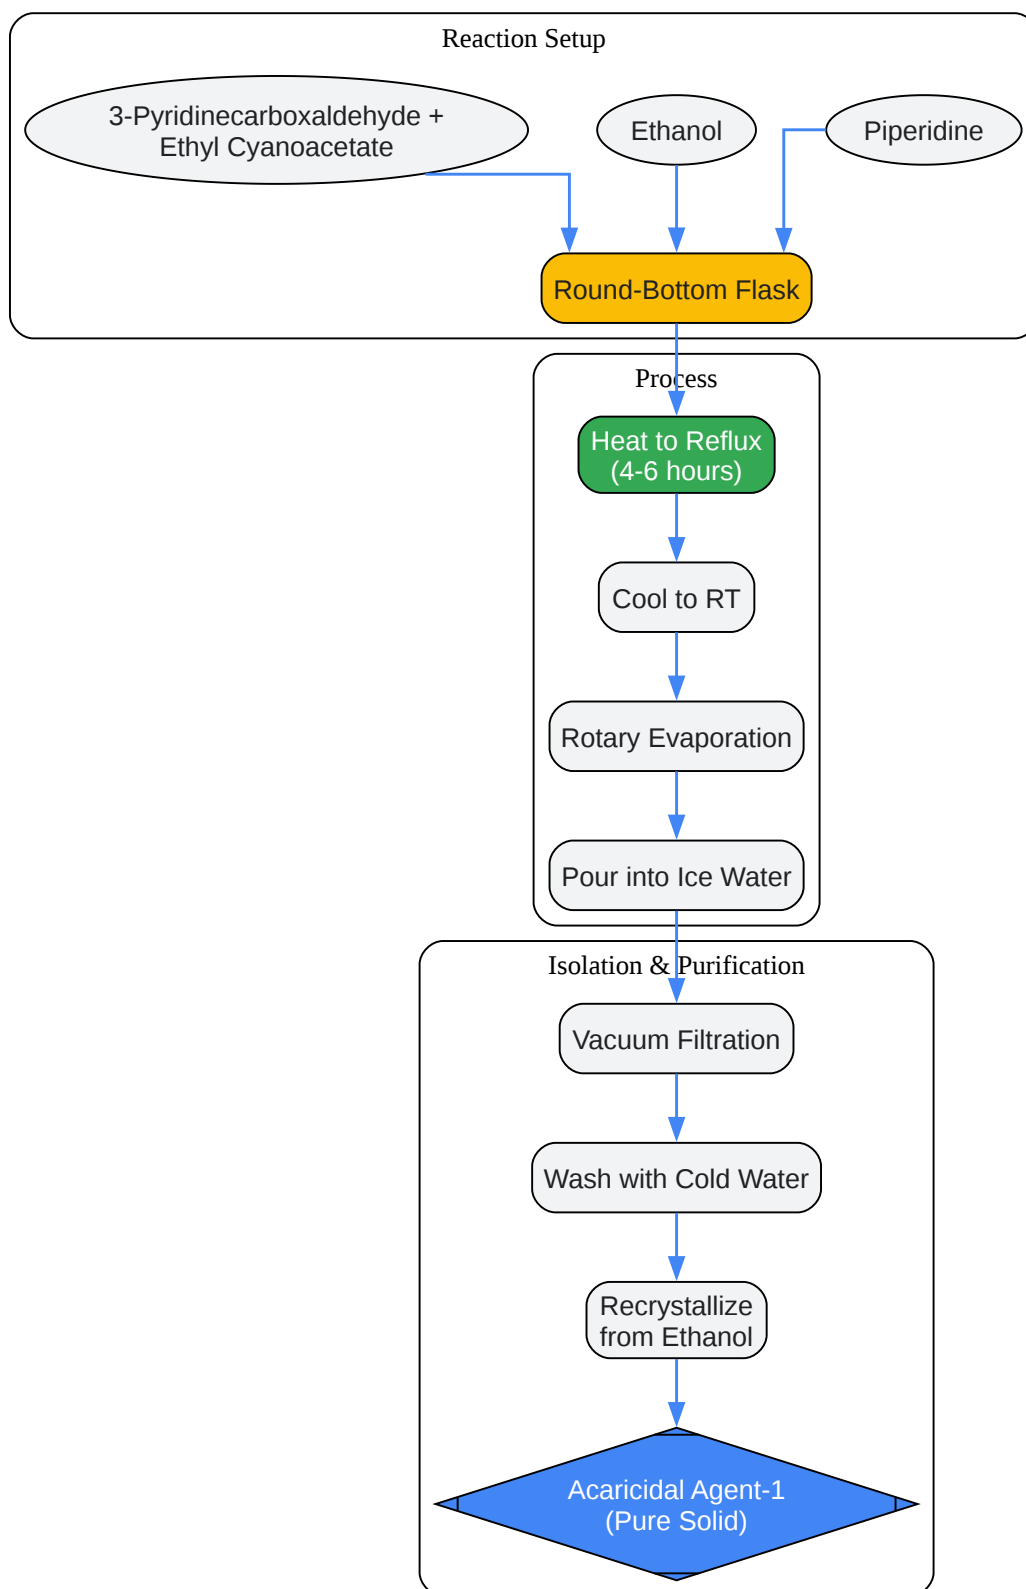 Reaction Setup
3-Pyridinecarboxaldehyde +
Ethyl Cyanoacetate
Ethanol
Piperidine
Round-Bottom Flask
Process
Heat to Reflux
(4-6 hours)
Cool to RT
Rotary Evaporation
Pour into Ice Water
Isolation & Purification
Vacuum Filtration
Wash with Cold Water
Recrystallize
from Ethanol
Acaricidal Agent-1
(Pure Solid)